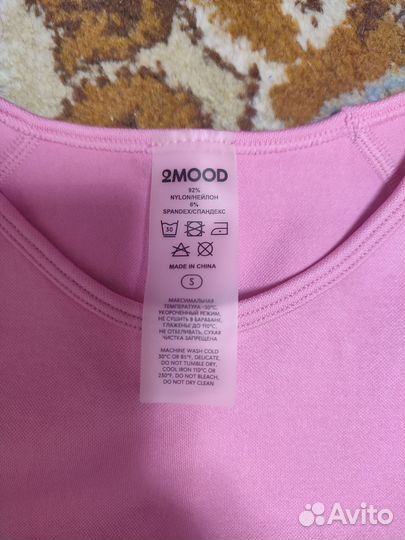 2MOOD
92%
NYLON/НЕЙЛОН
8%
SPANDEX/СПАНДЕКС
30
MADE IN CHINA
S
МАКСИМАЛЬНАЯ
ТЕМПЕРАТУРА -30°C,
УКОРОЧЕННЫЙ РЕЖИМ,
НЕ СУШИТЬ В БАРАБАНЕ,
ГЛАЖЕНЬЕ ДО 110°C,
НЕ ОТБЕЛИВАТЬ, СУХАЯ
ЧИСТКА ЗАПРЕЩЕНА
MACHINE WASH COLD
30°C OR 85°F, DELICATE,
DO NOT TUMBLE DRY,
COOL IRON 110°C OR
230°F, DO NOT BLEACH,
DO NOT DRY CLEAN
Avito